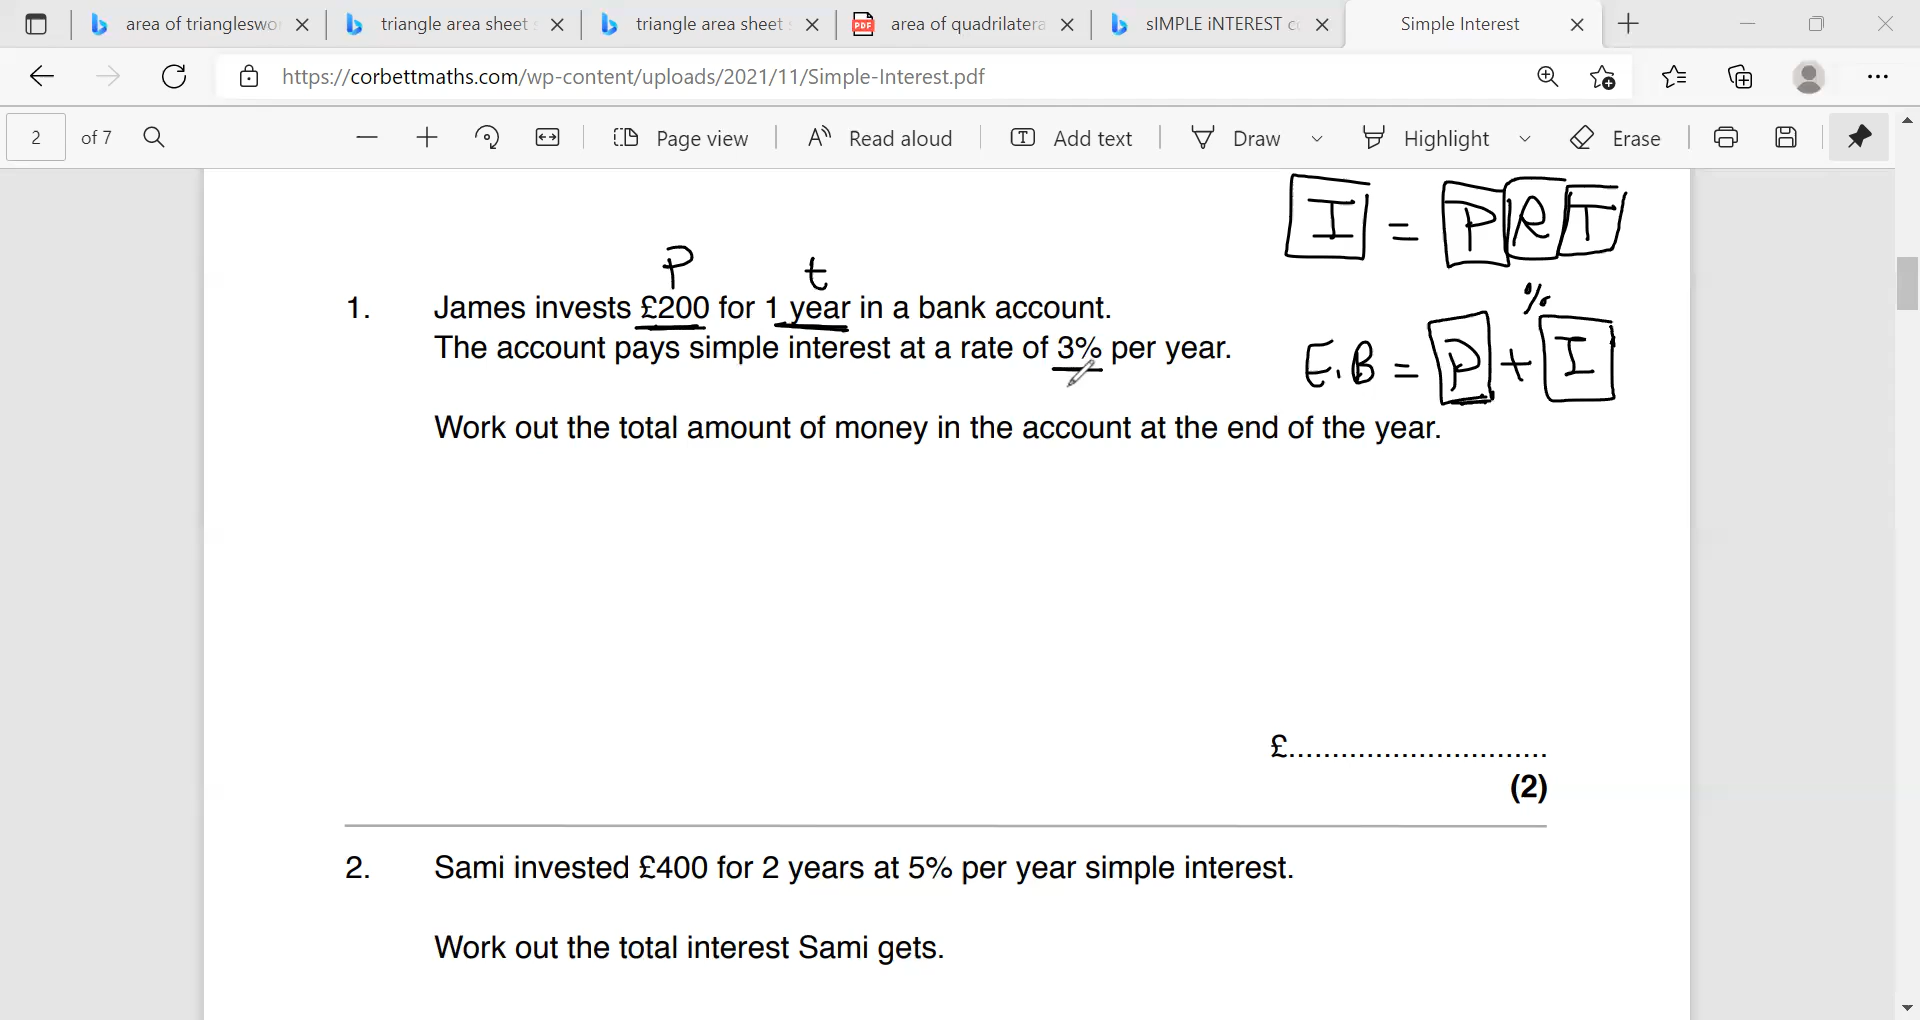 area of triangleswo
triangle area sheet
triangle area sheet
PDF
area of quadrilatera
sIMPLE iNTEREST co
Simple Interest
https://corbettmaths.com/wp-content/uploads/2021/11/Simple-Interest.pdf
2 of 7
Page view
Read aloud
Add text
Draw
Highlight
Erase
I = PRT
%
E.B = P + I
P t
1. James invests £200 for 1 year in a bank account.
The account pays simple interest at a rate of 3% per year.
Work out the total amount of money in the account at the end of the year.
£..............................
(2)
2. Sami invested £400 for 2 years at 5% per year simple interest.
Work out the total interest Sami gets.